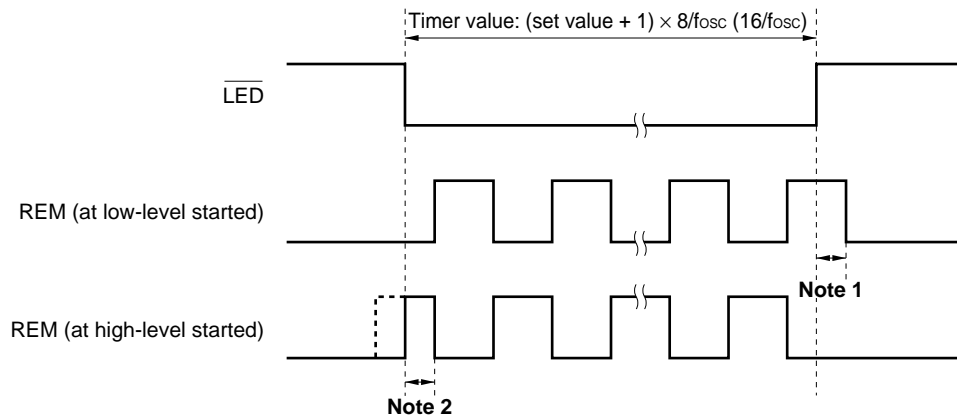 Timer value: (set value + 1) × 8/fosc (16/fosc)
LED
REM (at low-level started)
Note 1
REM (at high-level started)
Note 2